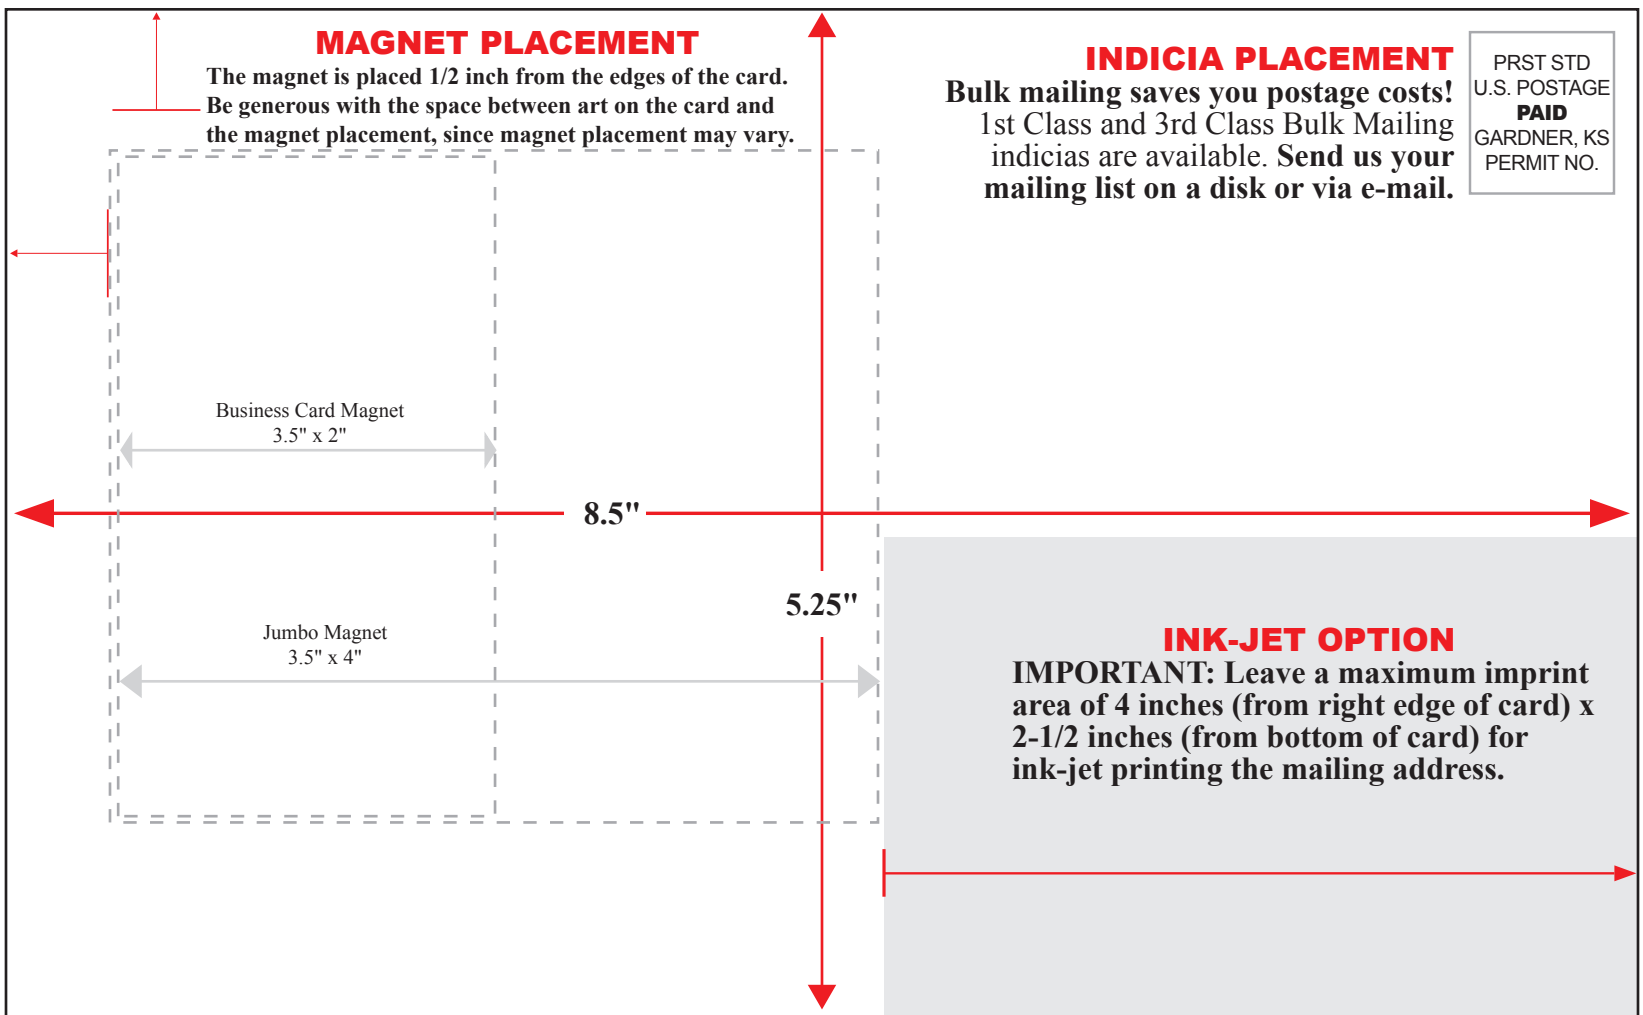 MAGNET PLACEMENT
The magnet is placed 1/2 inch from the edges of the card.
Be generous with the space between art on the card and
the magnet placement, since magnet placement may vary.
INDICIA PLACEMENT
Bulk mailing saves you postage costs!
1st Class and 3rd Class Bulk Mailing
indicias are available. Send us your
mailing list on a disk or via e-mail.
PRST STD
U.S. POSTAGE
PAID
GARDNER, KS
PERMIT NO.
Business Card Magnet
3.5" x 2"
8.5"
5.25"
Jumbo Magnet
3.5" x 4"
INK-JET OPTION
IMPORTANT: Leave a maximum imprint
area of 4 inches (from right edge of card) x
2-1/2 inches (from bottom of card) for
ink-jet printing the mailing address.